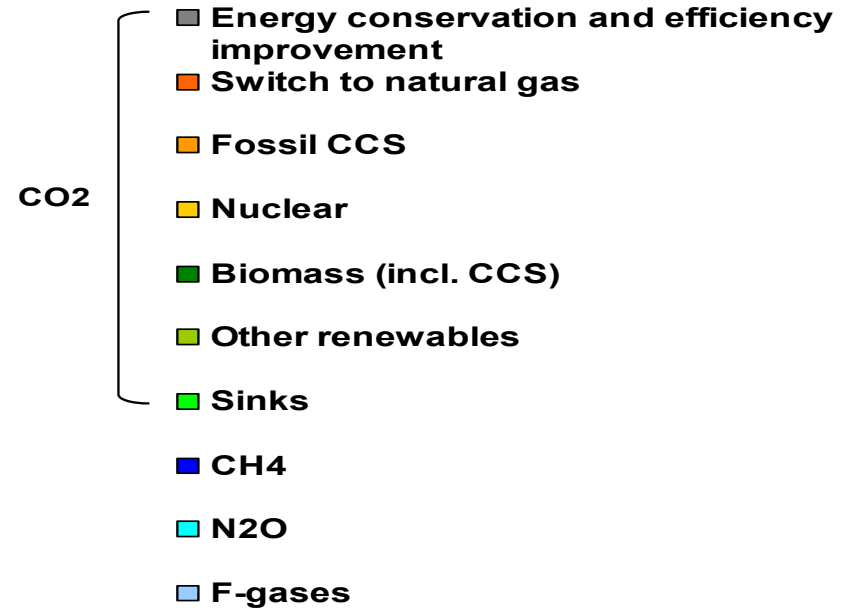 Energy conservation and efficiency
improvement
Switch to natural gas
Fossil CCS
CO2
Nuclear
Biomass (incl. CCS)
Other renewables
Sinks
CH4
N2O
F-gases